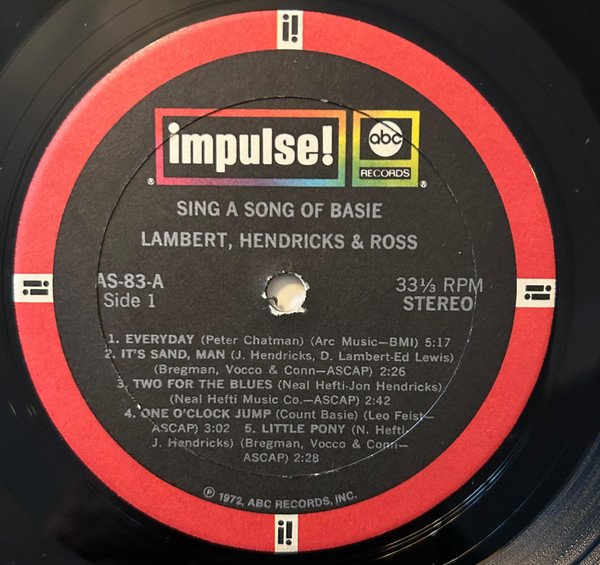 i!
impulse!
abc
RECORDS
®
®
SING A SONG OF BASIE
LAMBERT, HENDRICKS & ROSS
i!
AS-83-A
33⅓ RPM
i!
Side 1
STEREO
1. EVERYDAY (Peter Chatman) (Arc Music—BMI) 5:17
2. IT'S SAND, MAN (J. Hendricks, D. Lambert-Ed Lewis)
(Bregman, Vocco & Conn—ASCAP) 2:26
3. TWO FOR THE BLUES (Neal Hefti-Jon Hendricks)
(Neal Hefti Music Co.—ASCAP) 2:42
4. ONE O'CLOCK JUMP (Count Basie) (Leo Feist—
ASCAP) 3:02 5. LITTLE PONY (N. Hefti-
J. Hendricks) (Bregman, Vocco & Conn—
ASCAP) 2:28
℗ 1972, ABC RECORDS, INC.
i!